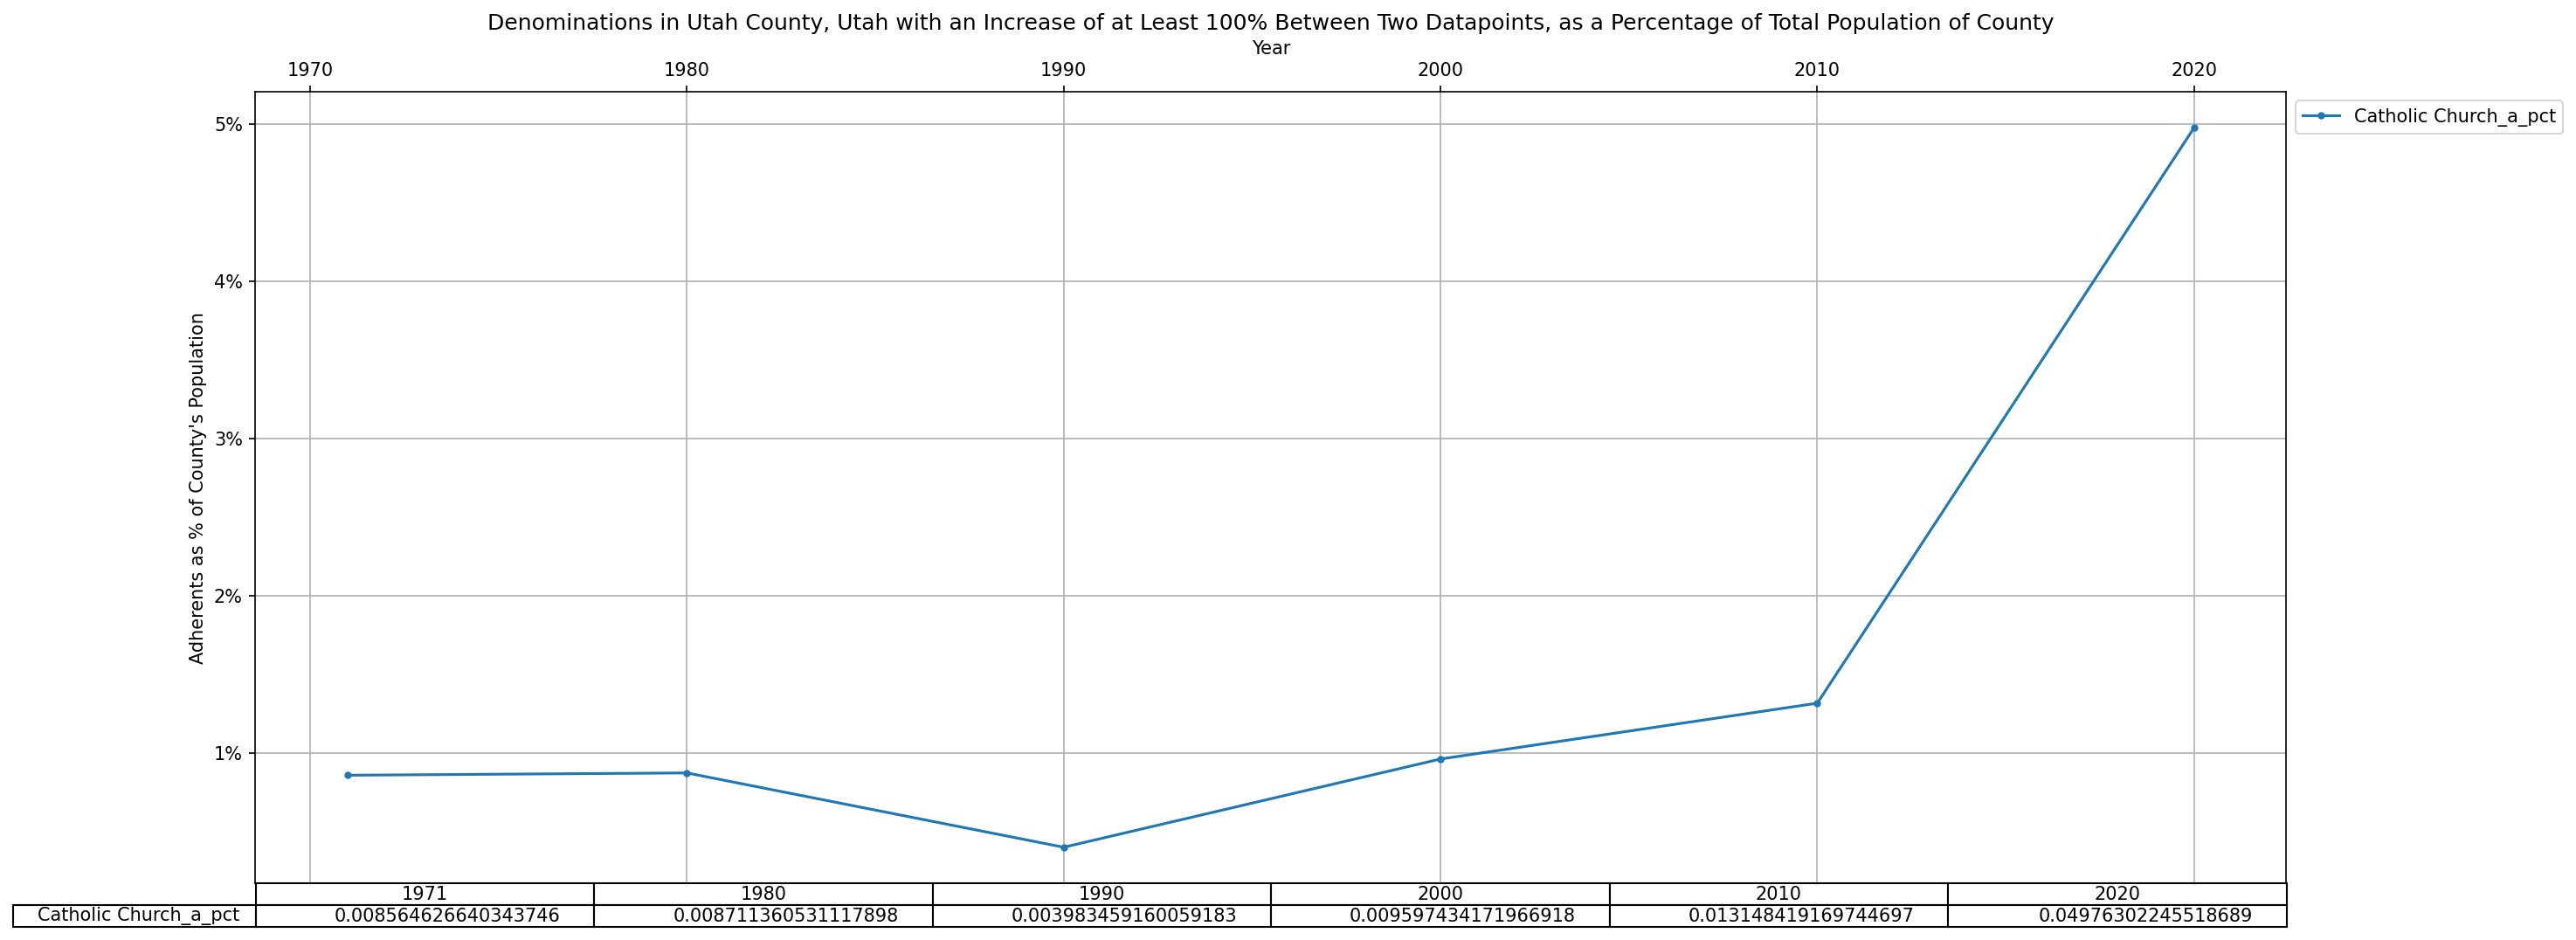 Denominations in Utah County, Utah with an Increase of at Least 100% Between Two Datapoints, as a Percentage of Total Population of County
Year
1970 1980 1990 2000 2010 2020
Catholic Church_a_pct
5%
4%
3%
2%
1%
Adherents as % of County's Population
1971 1980 1990 2000 2010 2020
Catholic Church_a_pct 0.008564626640343746 0.008711360531117898 0.003983459160059183 0.009597434171966918 0.013148419169744697 0.04976302245518689